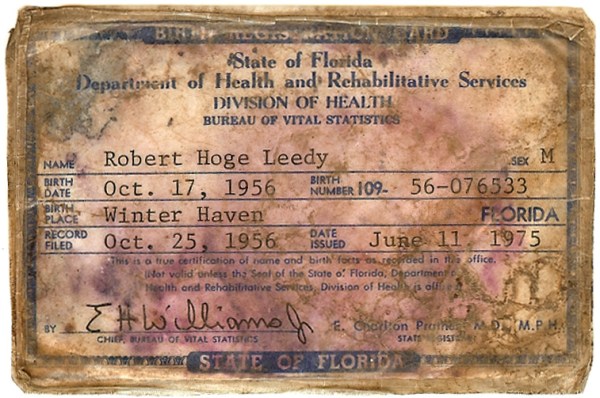 BIRTH REGISTRATION CARD
State of Florida
Department of Health and Rehabilitative Services
DIVISION OF HEALTH
BUREAU OF VITAL STATISTICS
NAME Robert Hoge Leedy SEX M
BIRTH DATE Oct. 17, 1956 BIRTH NUMBER 109- 56-076533
BIRTH PLACE Winter Haven FLORIDA
RECORD FILED Oct. 25, 1956 DATE ISSUED June 11 1975
This is a true certification of name and birth facts as recorded in this office.
(Not valid unless the Seal of the State of Florida, Department
Health and Rehabilitative Services, Division of Health is
BY E H Williams Jr E. Charlton M.D., M.P.H.
CHIEF, BUREAU OF VITAL STATISTICS STATE REGISTRAR
STATE OF FLORIDA